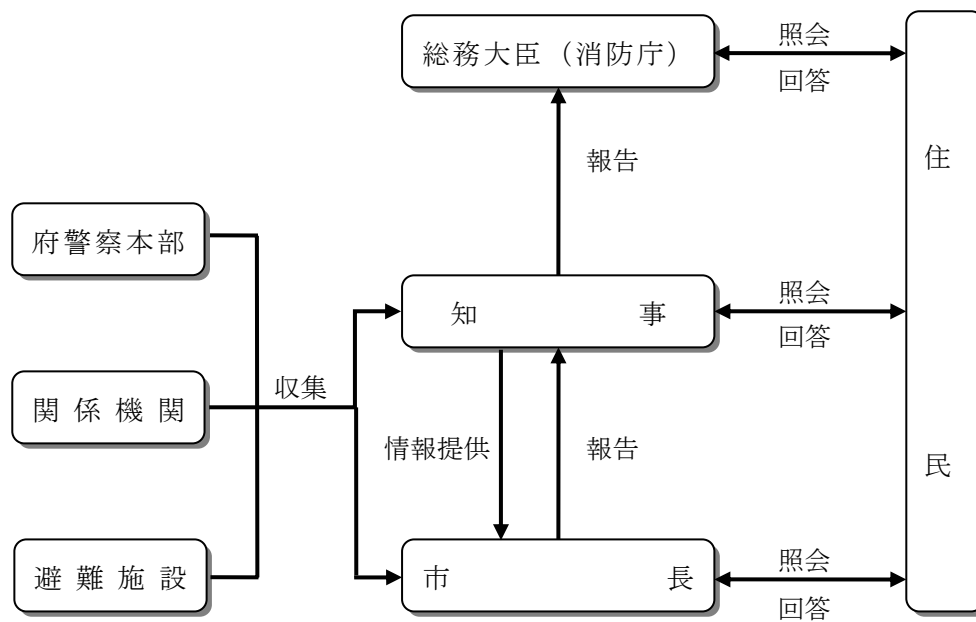 総務大臣（消防庁）
照会
回答
報告
住民
府警察本部
知事
照会
回答
関係機関
収集
情報提供
報告
避難施設
市長
照会
回答